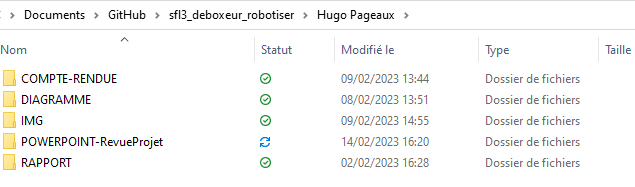 Documents > GitHub > sfl3_deboxeur_robotiser > Hugo Pageaux >
Nom Statut Modifié le Type Taille
COMPTE-RENDUE 09/02/2023 13:44 Dossier de fichiers
DIAGRAMME 08/02/2023 13:51 Dossier de fichiers
IMG 09/02/2023 14:55 Dossier de fichiers
POWERPOINT-RevueProjet 14/02/2023 16:20 Dossier de fichiers
RAPPORT 02/02/2023 16:28 Dossier de fichiers